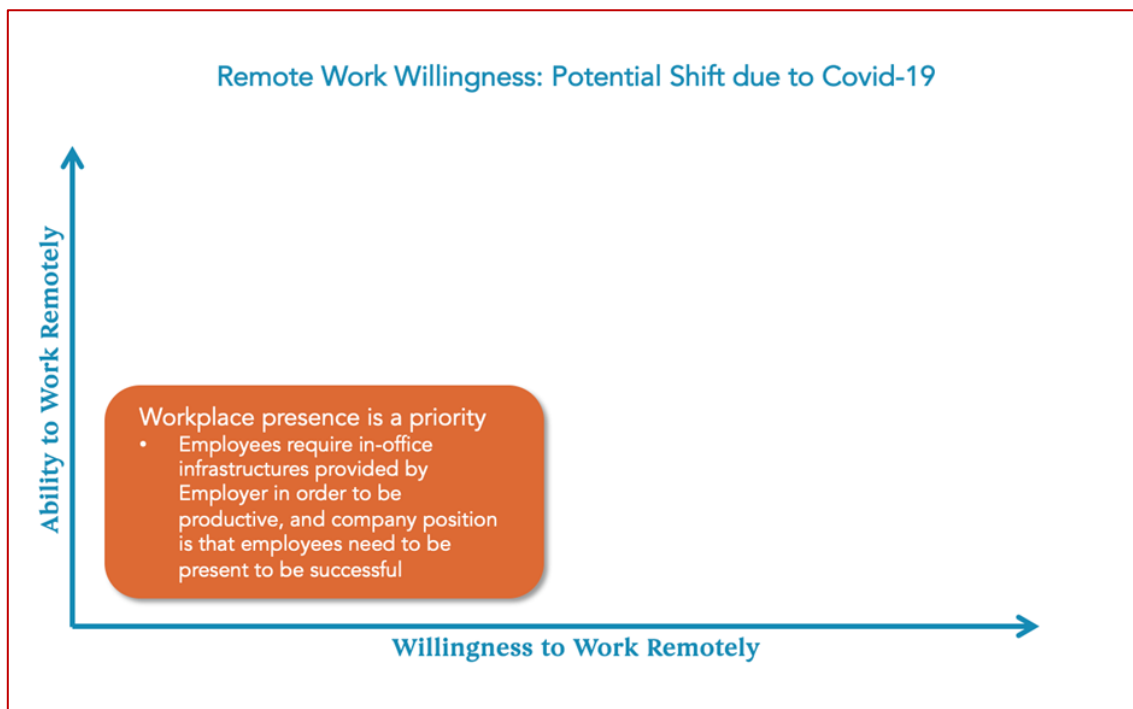 Remote Work Willingness: Potential Shift due to Covid-19
Ability to Work Remotely
Workplace presence is a priority
• Employees require in-office
infrastructures provided by
Employer in order to be
productive, and company position
is that employees need to be
present to be successful
Willingness to Work Remotely